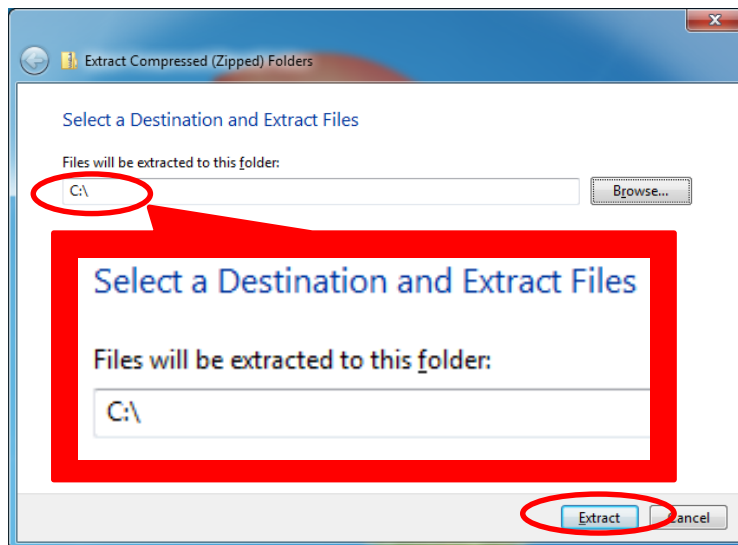 x
Extract Compressed (Zipped) Folders
Select a Destination and Extract Files
Files will be extracted to this folder:
C:\
Browse...
Select a Destination and Extract Files
Files will be extracted to this folder:
C:\
Extract
Cancel